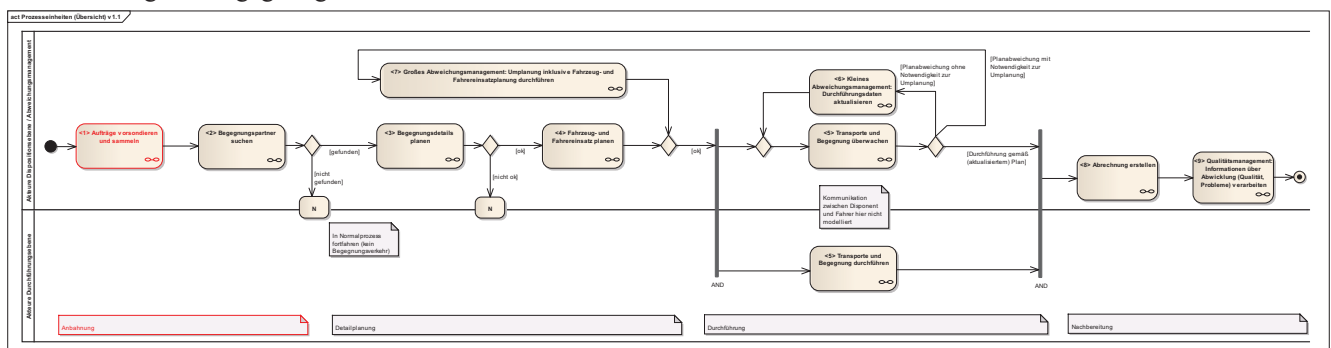 act Prozesseinheiten (Übersicht) v1.1
Akteure Dispositionsebene / Abweichungsmanagement
<7> Großes Abweichungsmanagement: Umplanung inklusive Fahrzeug- und
Fahrereinsatzplanung durchführen
[Planabweichung ohne
Notwendigkeit zur
Umplanung]
[Planabweichung mit
Notwendigkeit zur
Umplanung]
<6> Kleines
Abweichungsmanagement:
Durchführungsdaten
aktualisieren
<1> Aufträge vorsondieren
und sammeln
<2> Begegnungspartner
suchen
[gefunden]
[nicht
gefunden]
<3> Begegnungsdetails
planen
[ok]
[nicht ok]
<4> Fahrzeug- und
Fahrereinsatz planen
[ok]
<5> Transporte und
Begegnung überwachen
[Durchführung gemäß
(aktualisiertem) Plan]
<8> Abrechnung erstellen
<9> Qualitätsmanagement:
Informationen über
Abwicklung (Qualität,
Probleme) verarbeiten
N
N
Kommunikation
zwischen Disponent
und Fahrer hier nicht
modelliert
Akteure Durchführungsebene
In Normalprozess
fortfahren (kein
Begegnungsverkehr)
<5> Transporte und
Begegnung durchführen
AND
AND
Anbahnung
Detailplanung
Durchführung
Nachbereitung